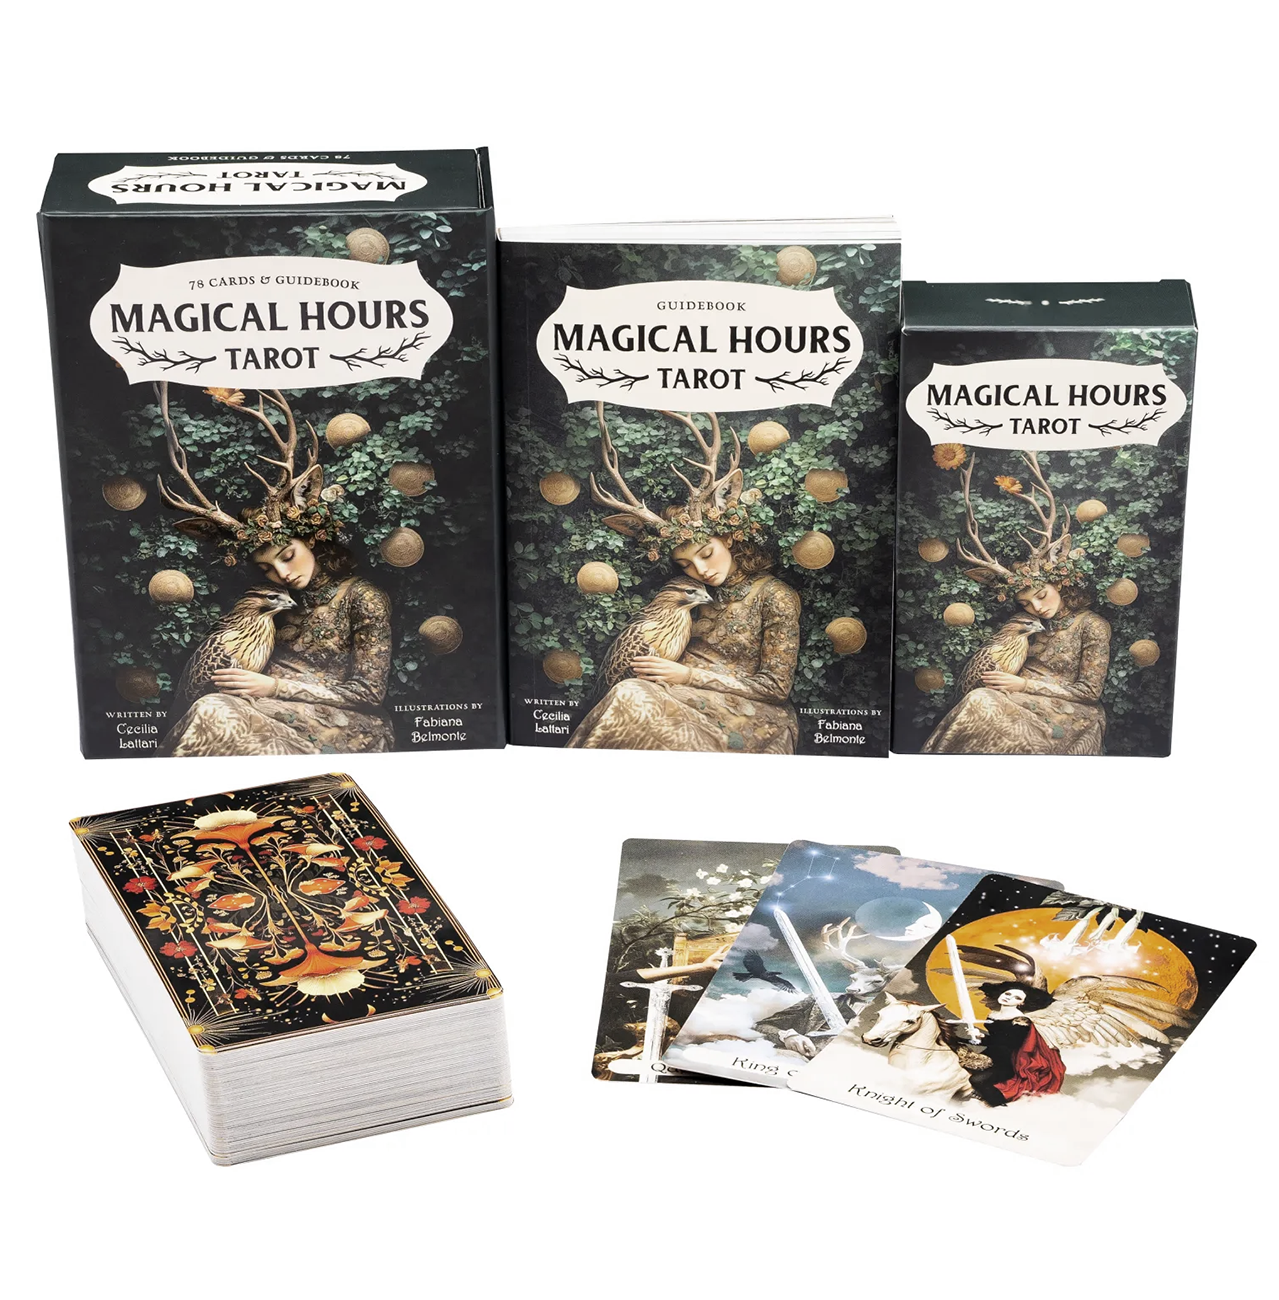 78 CARDS & GUIDEBOOK
MAGICAL HOURS
TAROT
78 CARDS & GUIDEBOOK
MAGICAL HOURS
TAROT
WRITTEN BY
Cecilia
Lattari
ILLUSTRATIONS BY
Fabiana
Belmonte
GUIDEBOOK
MAGICAL HOURS
TAROT
WRITTEN BY
Cecilia
Lattari
ILLUSTRATIONS BY
Fabiana
Belmonte
MAGICAL HOURS
TAROT
King
Knight of Swords